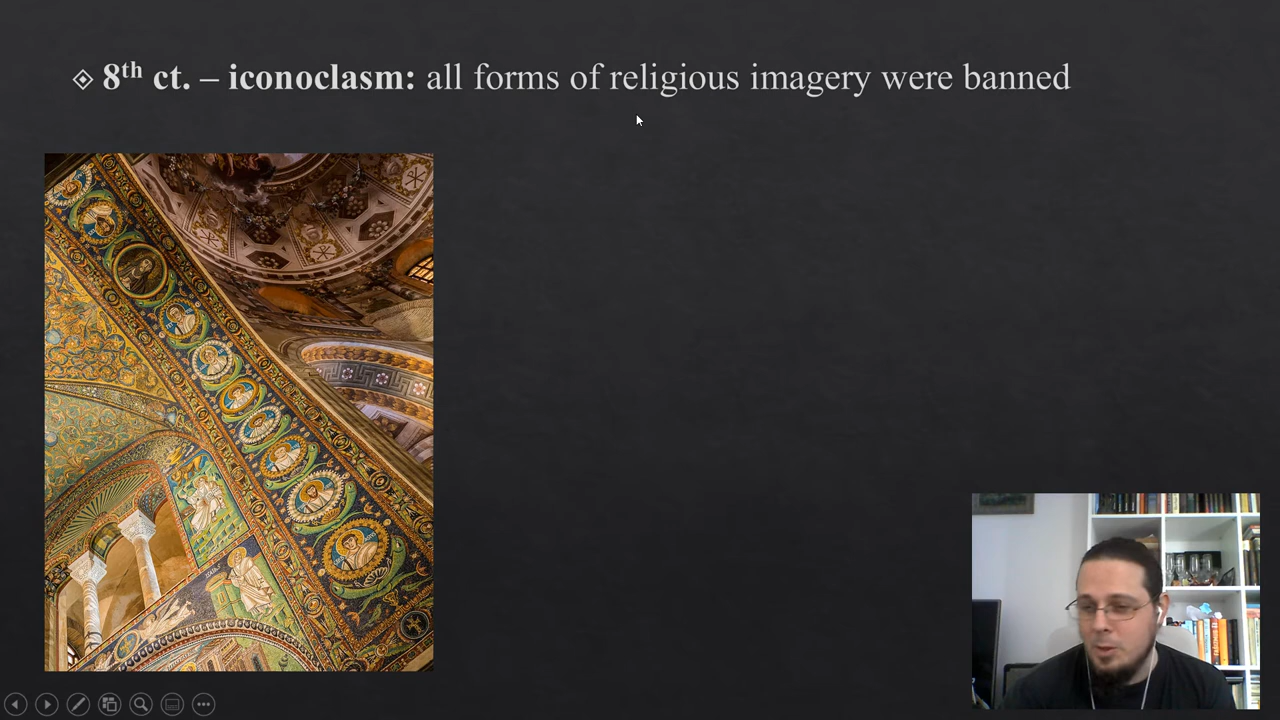 8th ct. – iconoclasm: all forms of religious imagery were banned